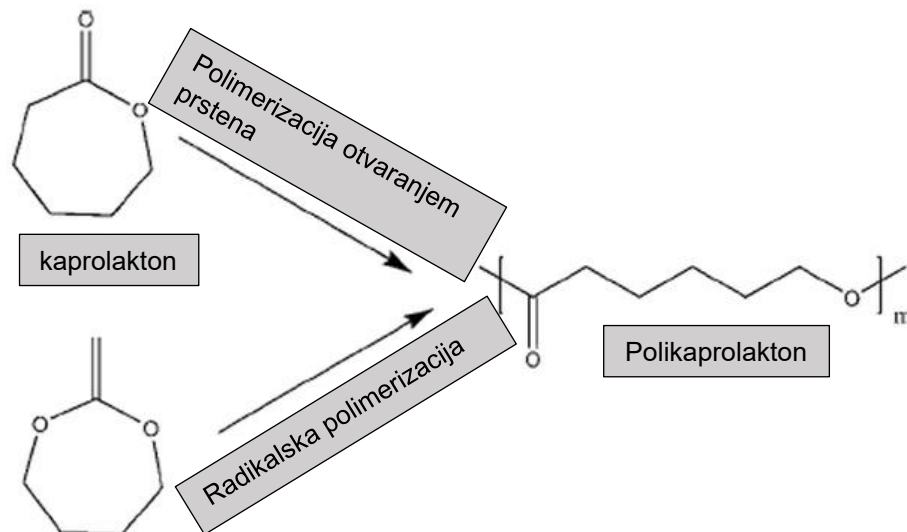 O
O
Polimerizacija otvaranjem
prstena
kaprolakton
O
O
m
Polikaprolakton
O
O
Radikalska polimerizacija